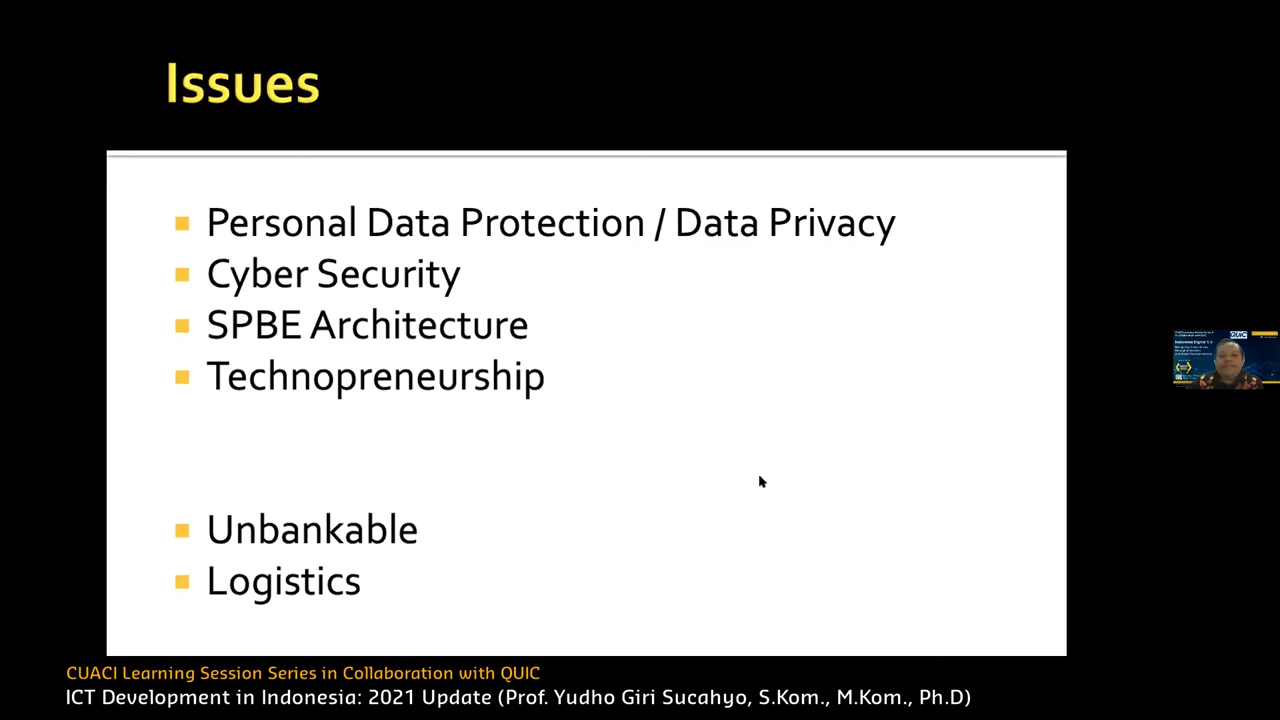 Issues
Personal Data Protection / Data Privacy
Cyber Security
SPBE Architecture
Technopreneurship
Unbankable
Logistics
CUACI Learning Session Series in Collaboration with QUIC
ICT Development in Indonesia: 2021 Update (Prof. Yudho Giri Sucahyo, S.Kom., M.Kom., Ph.D)